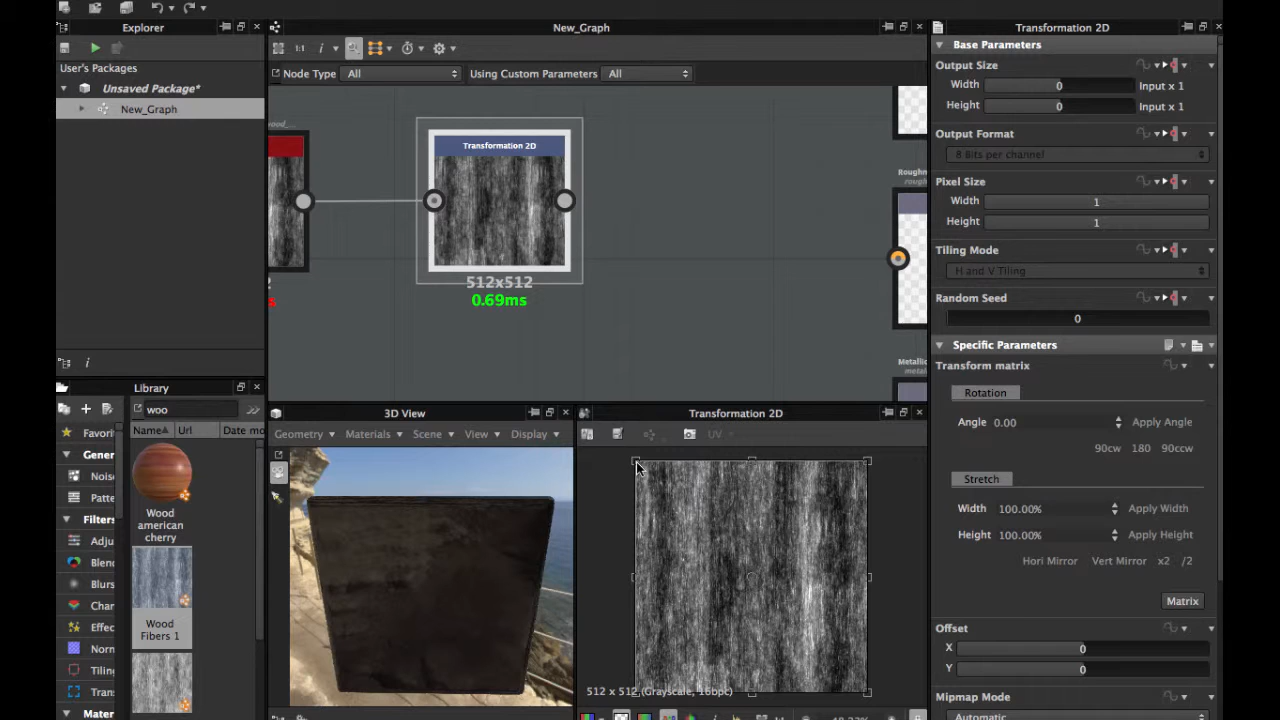 Explorer
New_Graph
Transformation 2D
User's Packages
Unsaved Package*
New_Graph
1:1
Node Type
All
Using Custom Parameters
All
Base Parameters
Output Size
Width
0
Input x 1
Height
0
Input x 1
Output Format
8 Bits per channel
Pixel Size
Width
1
Height
1
Tiling Mode
H and V Tiling
Random Seed
0
Specific Parameters
Transform matrix
Rotation
Angle 0.00
Apply Angle
90cw 180 90ccw
Stretch
Width 100.00%
Apply Width
Height 100.00%
Apply Height
Hori Mirror Vert Mirror x2 /2
Matrix
Offset
X
0
Y
0
Mipmap Mode
Automatic
Transformation 2D
512x512
0.69ms
Library
woo
Name Url Date mo
Favori
Gener
Nois
Patte
Filters
Adju
Blen
Blurs
Char
Effec
Norn
Tiling
Trans
Mater
Wood
american
cherry
Wood
Fibers 1
3D View
Geometry Materials Scene View Display
Transformation 2D
UV
512 x 512 (Grayscale, 16bpc)